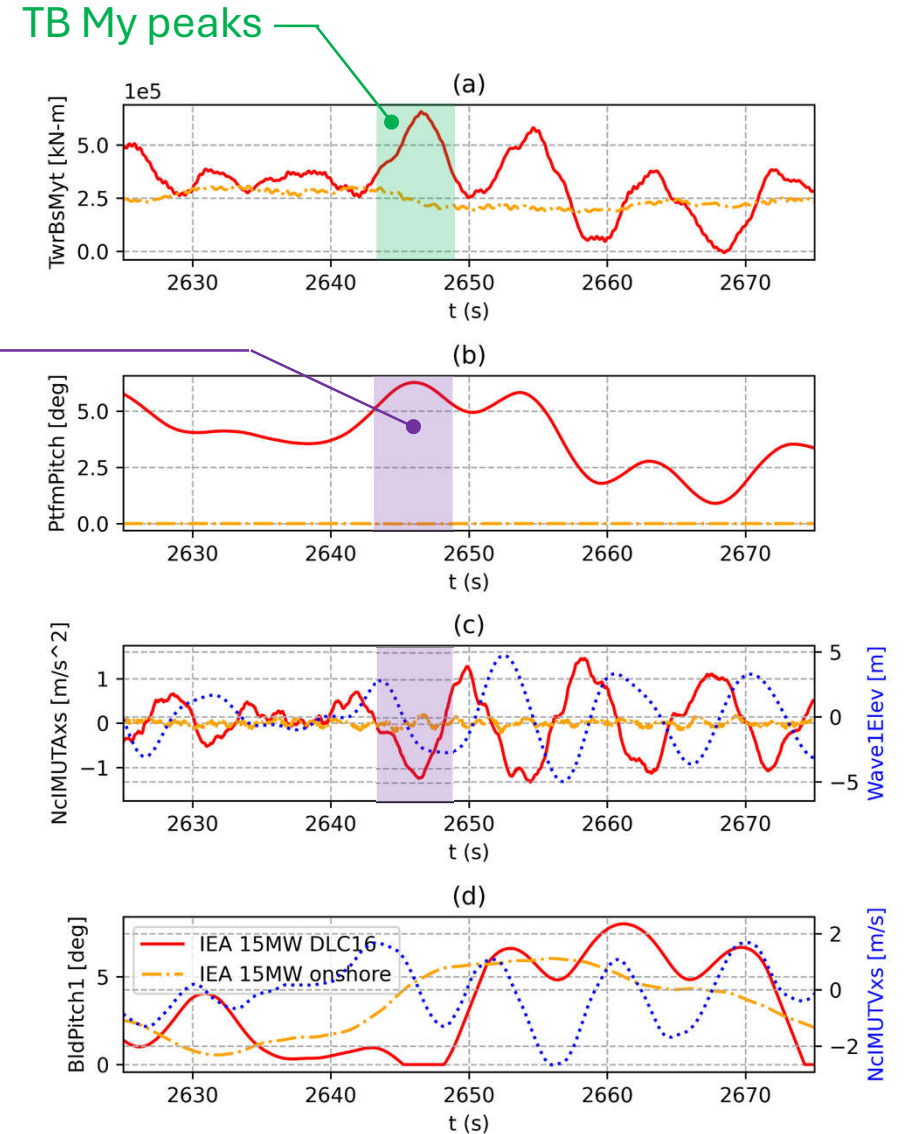 TB My peaks
(a)
1e5
TwrBsMyt [kN-m]
5.0
2.5
0.0
2630 2640 2650 2660 2670
t (s)
(b)
PtfmPitch [deg]
5.0
2.5
0.0
2630 2640 2650 2660 2670
t (s)
(c)
NcIMUTAxs [m/s^2]
1
0
−1
5
0
−5
Wave1Elev [m]
2630 2640 2650 2660 2670
t (s)
(d)
BldPitch1 [deg]
5
0
IEA 15MW DLC16
IEA 15MW onshore
2
0
−2
NcIMUTVxs [m/s]
2630 2640 2650 2660 2670
t (s)